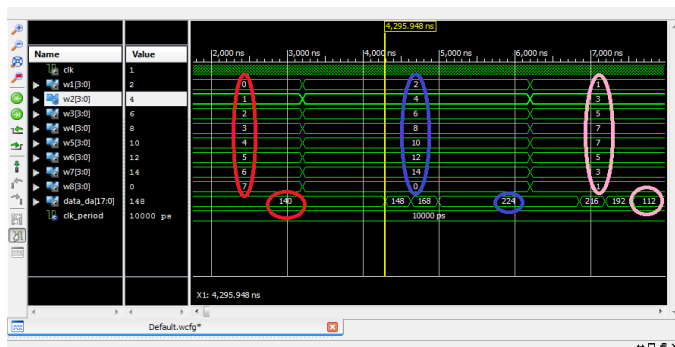 4,295.948 ns
Name Value 2,000 ns 3,000 ns 4,000 ns 5,000 ns 6,000 ns 7,000 ns
clk 1
w1[3:0] 2 0 2 1
w2[3:0] 4 1 4 3
w3[3:0] 6 2 6 5
w4[3:0] 8 3 8 7
w5[3:0] 10 4 10 7
w6[3:0] 12 5 12 5
w7[3:0] 14 6 14 3
w8[3:0] 0 7 0 1
data_da[17:0] 148 140 148 168 224 216 192 112
clk_period 10000 ps 10000 ps
X1: 4,295.948 ns
Default.wcfg*